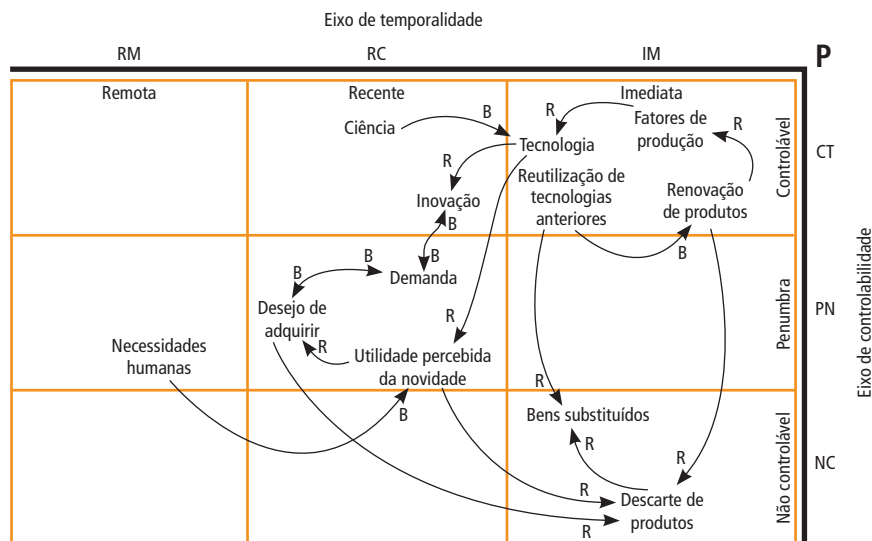 Eixo de temporalidade
RM
RC
IM
P
Remota
Recente
Imediata
Ciência
B
R
Fatores de
produção
R
Tecnologia
CT
Controlável
R
Reutilização de
tecnologias
anteriores
Renovação
de produtos
Inovação
B
B
B
B
Demanda
Eixo de controlabilidade
Desejo de
adquirir
R
R
PN
Penumbra
Necessidades
humanas
Utilidade percebida
da novidade
R
B
Bens substituídos
R
R
NC
Não controlável
R
Descarte de
produtos
R